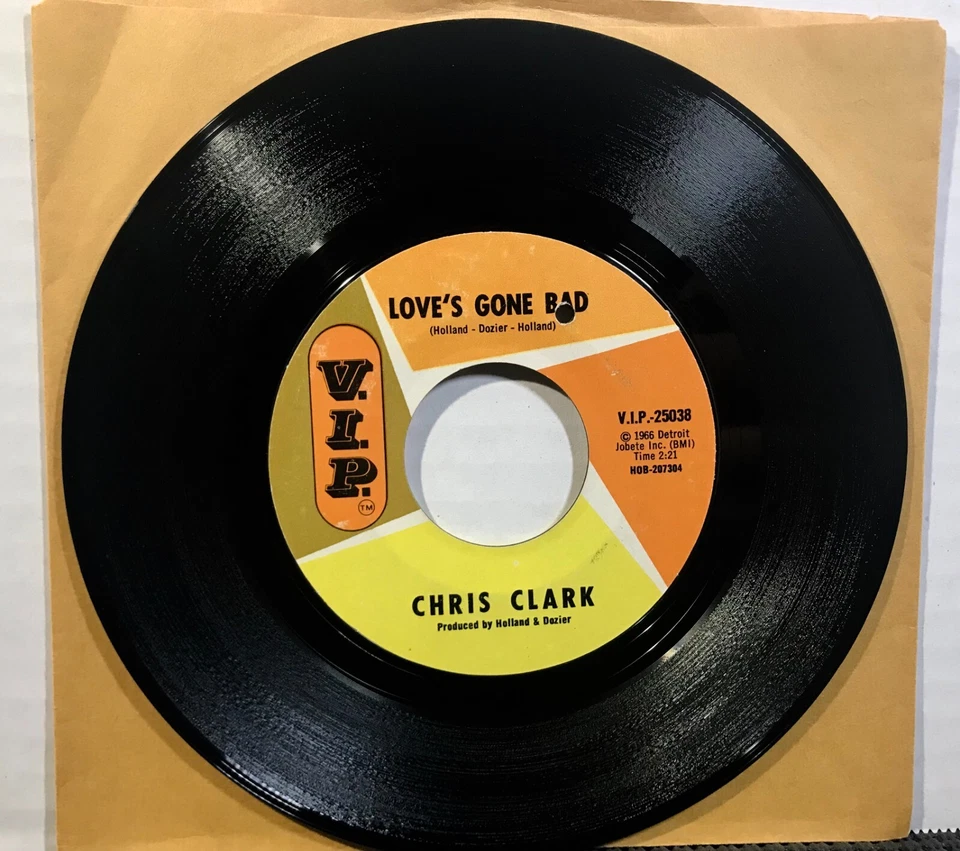 LOVE'S GONE BAD
(Holland - Dozier - Holland)
V.I.P.
TM
V.I.P.-25038
© 1966 Detroit
Jobete Inc. (BMI)
Time 2:21
HOB-207304
CHRIS CLARK
Produced by Holland & Dozier